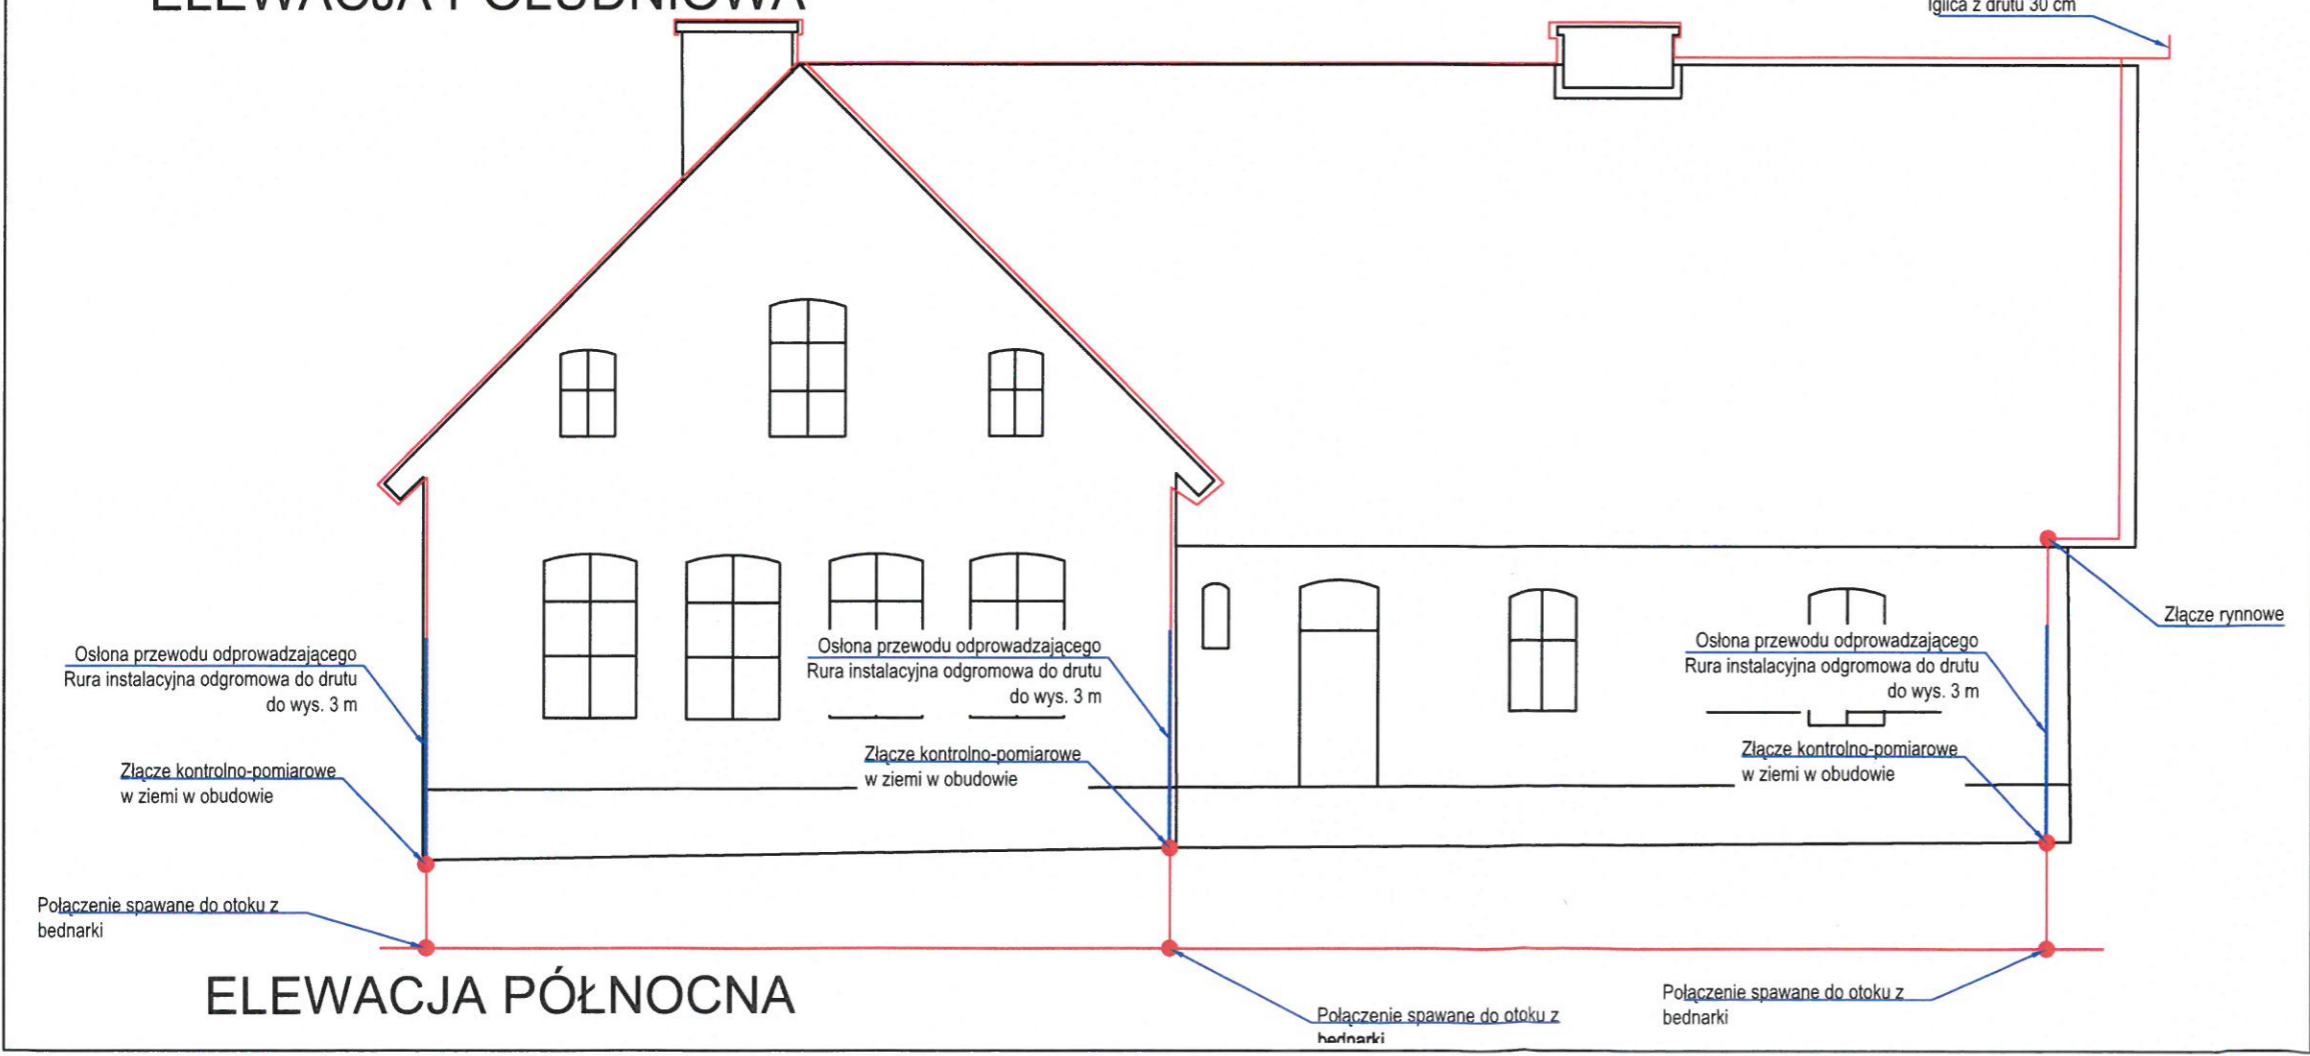 ELEWACJA POŁUDNIOWA
Iglica z drutu 30 cm
Złącze rynnowe
Osłona przewodu odprowadzającego
Rura instalacyjna odgromowa do drutu
do wys. 3 m
Osłona przewodu odprowadzającego
Rura instalacyjna odgromowa do drutu
do wys. 3 m
Osłona przewodu odprowadzającego
Rura instalacyjna odgromowa do drutu
do wys. 3 m
Złącze kontrolno-pomiarowe
w ziemi w obudowie
Złącze kontrolno-pomiarowe
w ziemi w obudowie
Złącze kontrolno-pomiarowe
w ziemi w obudowie
Połączenie spawane do otoku z
bednarki
ELEWACJA PÓŁNOCNA
Połączenie spawane do otoku z
bednarki
Połączenie spawane do otoku z
bednarki